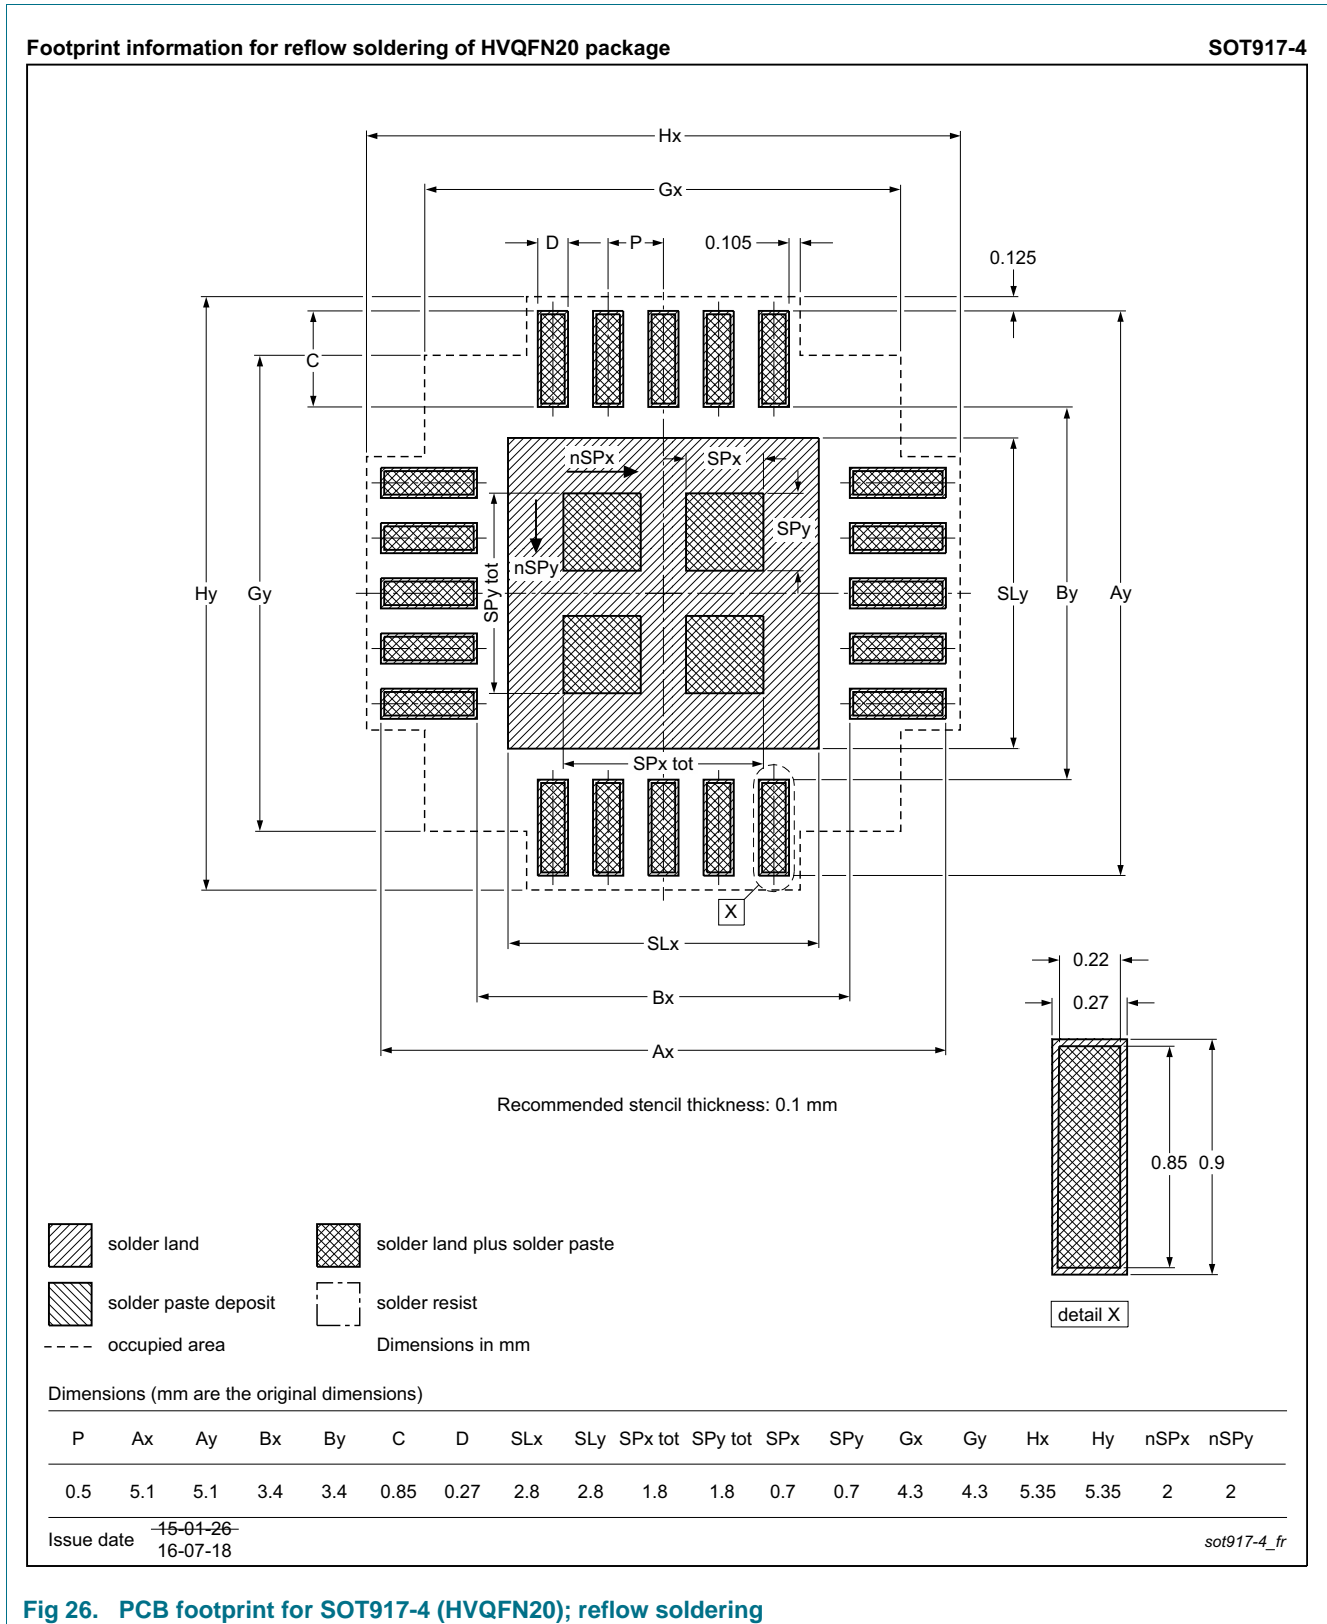 Footprint information for reflow soldering of HVQFN20 package SOT917-4
Hx
Gx
D P 0.105
0.125
C
nSPx SPx
SPy
nSPy
SPy tot
Hy Gy SLy By Ay
SPx tot
X
SLx
Bx
Ax
0.22
0.27
0.85 0.9
detail X
Recommended stencil thickness: 0.1 mm
solder land solder land plus solder paste
solder paste deposit solder resist
occupied area Dimensions in mm
Dimensions (mm are the original dimensions)
P Ax Ay Bx By C D SLx SLy SPx tot SPy tot SPx SPy Gx Gy Hx Hy nSPx nSPy
0.5 5.1 5.1 3.4 3.4 0.85 0.27 2.8 2.8 1.8 1.8 0.7 0.7 4.3 4.3 5.35 5.35 2 2
Issue date 15-01-26
16-07-18
sot917-4_fr
Fig 26. PCB footprint for SOT917-4 (HVQFN20); reflow soldering